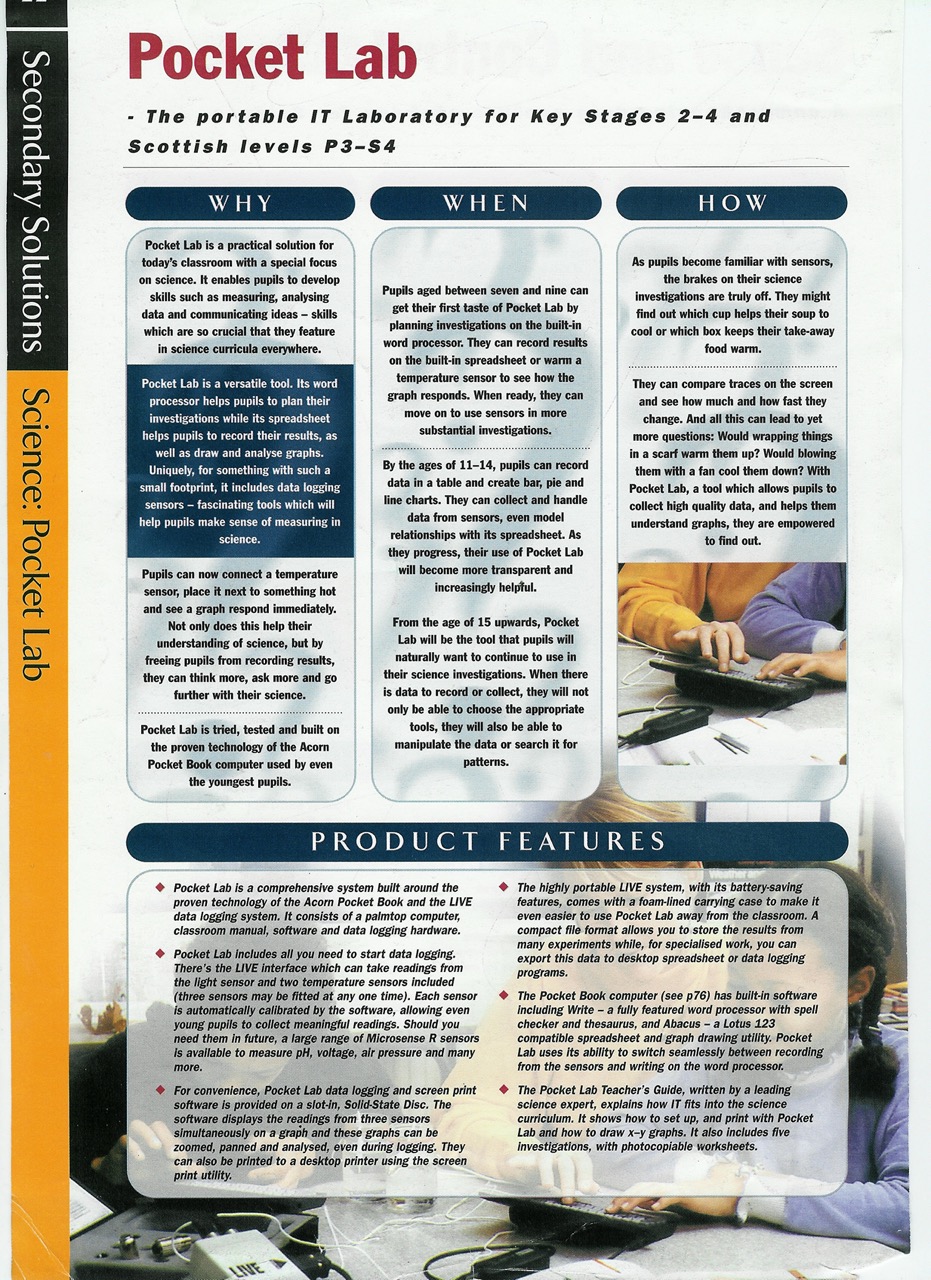 Secondary Solutions
Science: Pocket Lab
Pocket Lab
- The portable IT Laboratory for Key Stages 2–4 and
Scottish levels P3–S4
WHY
Pocket Lab is a practical solution for
today's classroom with a special focus
on science. It enables pupils to develop
skills such as measuring, analysing
data and communicating ideas – skills
which are so crucial that they feature
in science curricula everywhere.
Pocket Lab is a versatile tool. Its word
processor helps pupils to plan their
investigations while its spreadsheet
helps pupils to record their results, as
well as draw and analyse graphs.
Uniquely, for something with such a
small footprint, it includes data logging
sensors – fascinating tools which will
help pupils make sense of measuring in
science.
Pupils can now connect a temperature
sensor, place it next to something hot
and see a graph respond immediately.
Not only does this help their
understanding of science, but by
freeing pupils from recording results,
they can think more, ask more and go
further with their science.
Pocket Lab is tried, tested and built on
the proven technology of the Acorn
Pocket Book computer used by even
the youngest pupils.
WHEN
Pupils aged between seven and nine can
get their first taste of Pocket Lab by
planning investigations on the built-in
word processor. They can record results
on the built-in spreadsheet or warm a
temperature sensor to see how the
graph responds. When ready, they can
move on to use sensors in more
substantial investigations.
By the ages of 11–14, pupils can record
data in a table and create bar, pie and
line charts. They can collect and handle
data from sensors, even model
relationships with its spreadsheet. As
they progress, their use of Pocket Lab
will become more transparent and
increasingly helpful.
From the age of 15 upwards, Pocket
Lab will be the tool that pupils will
naturally want to continue to use in
their science investigations. When there
is data to record or collect, they will not
only be able to choose the appropriate
tools, they will also be able to
manipulate the data or search it for
patterns.
HOW
As pupils become familiar with sensors,
the brakes on their science
investigations are truly off. They might
find out which cup helps their soup to
cool or which box keeps their take-away
food warm.
They can compare traces on the screen
and see how much and how fast they
change. And all this can lead to yet
more questions: Would wrapping things
in a scarf warm them up? Would blowing
them with a fan cool them down? With
Pocket Lab, a tool which allows pupils to
collect high quality data, and helps them
understand graphs, they are empowered
to find out.
PRODUCT FEATURES
Pocket Lab is a comprehensive system built around the
proven technology of the Acorn Pocket Book and the LIVE
data logging system. It consists of a palmtop computer,
classroom manual, software and data logging hardware.
Pocket Lab includes all you need to start data logging.
There's the LIVE interface which can take readings from
the light sensor and two temperature sensors included
(three sensors may be fitted at any one time). Each sensor
is automatically calibrated by the software, allowing even
young pupils to collect meaningful readings. Should you
need them in future, a large range of Microsense R sensors
is available to measure pH, voltage, air pressure and many
more.
For convenience, Pocket Lab data logging and screen print
software is provided on a slot-in, Solid-State Disc. The
software displays the readings from three sensors
simultaneously on a graph and these graphs can be
zoomed, panned and analysed, even during logging. They
can also be printed to a desktop printer using the screen
print utility.
The highly portable LIVE system, with its battery-saving
features, comes with a foam-lined carrying case to make it
even easier to use Pocket Lab away from the classroom. A
compact file format allows you to store the results from
many experiments while, for specialised work, you can
export this data to desktop spreadsheet or data logging
programs.
The Pocket Book computer (see p76) has built-in software
including Write – a fully featured word processor with spell
checker and thesaurus, and Abacus – a Lotus 123
compatible spreadsheet and graph drawing utility. Pocket
Lab uses its ability to switch seamlessly between recording
from the sensors and writing on the word processor.
The Pocket Lab Teacher's Guide, written by a leading
science expert, explains how IT fits into the science
curriculum. It shows how to set up, and print with Pocket
Lab and how to draw x–y graphs. It also includes five
investigations, with photocopiable worksheets.
LIVE